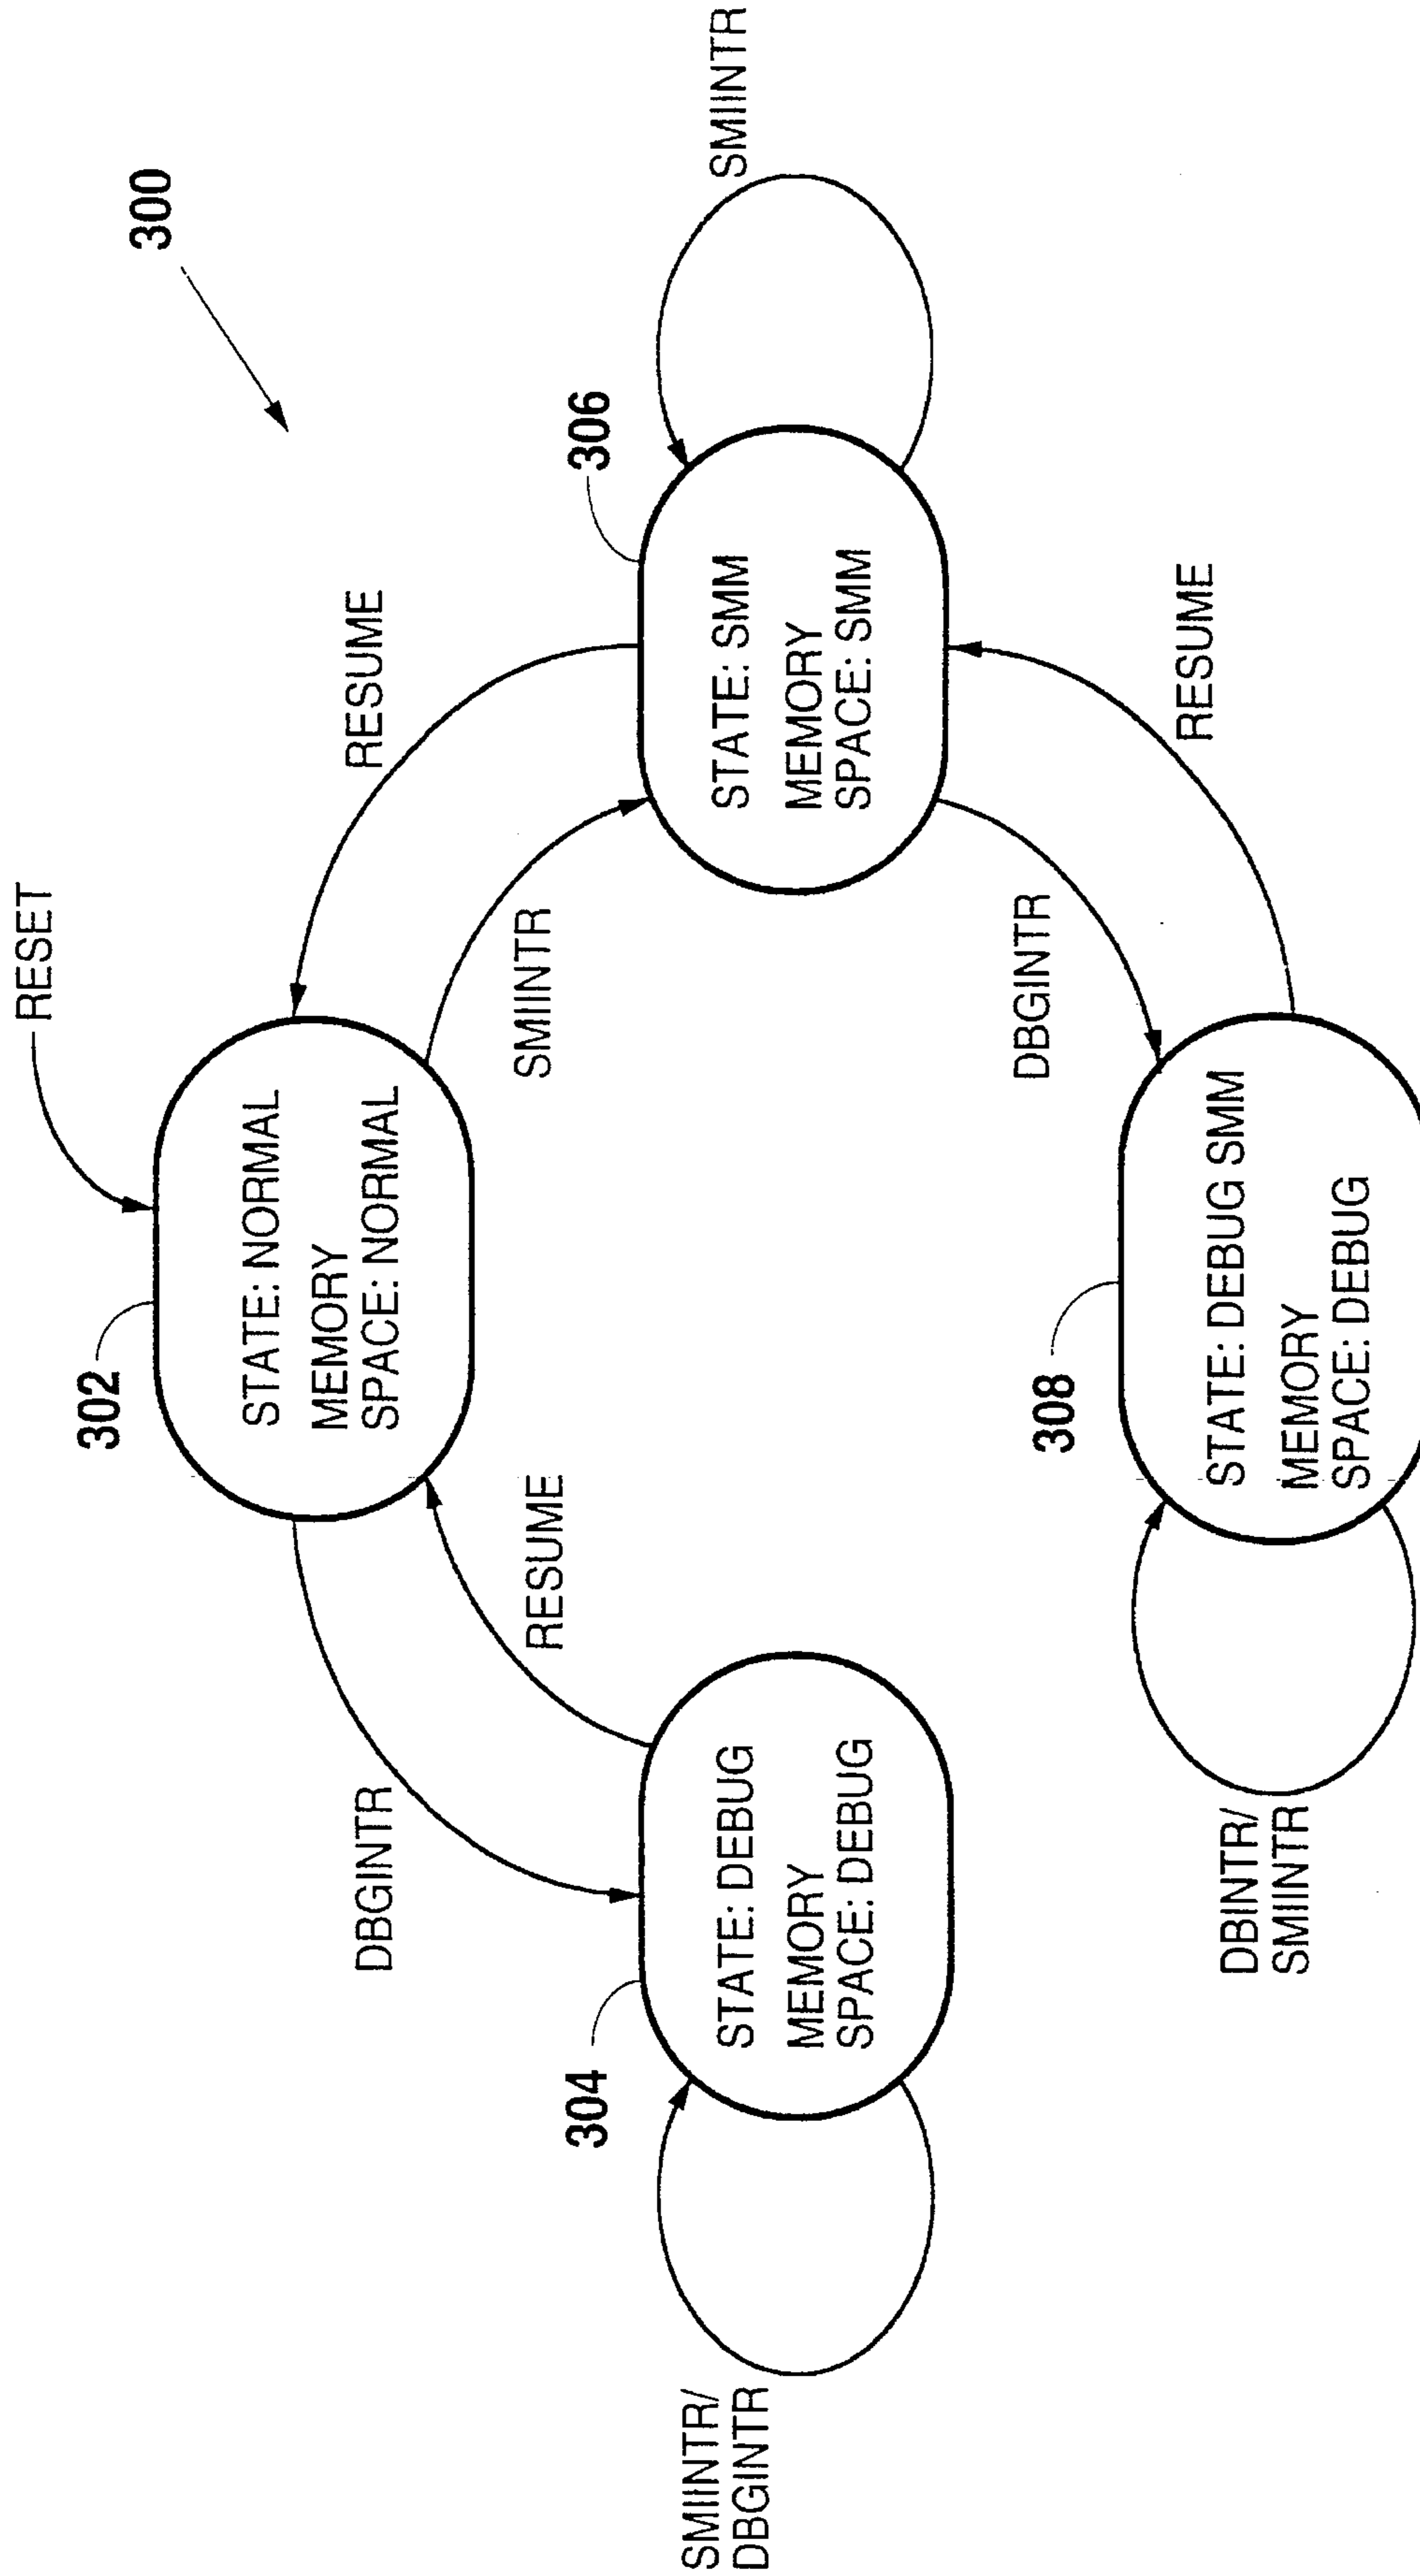 300
RESET
302
STATE: NORMAL
MEMORY
SPACE: NORMAL
DBGINTR
RESUME
RESUME
SMIINTR
304
STATE: DEBUG
MEMORY
SPACE: DEBUG
SMIINTR/
DBGINTR
306
STATE: SMM
MEMORY
SPACE: SMM
SMIINTR
DBGINTR
RESUME
308
STATE: DEBUG SMM
MEMORY
SPACE: DEBUG
DBINTR/
SMIINTR